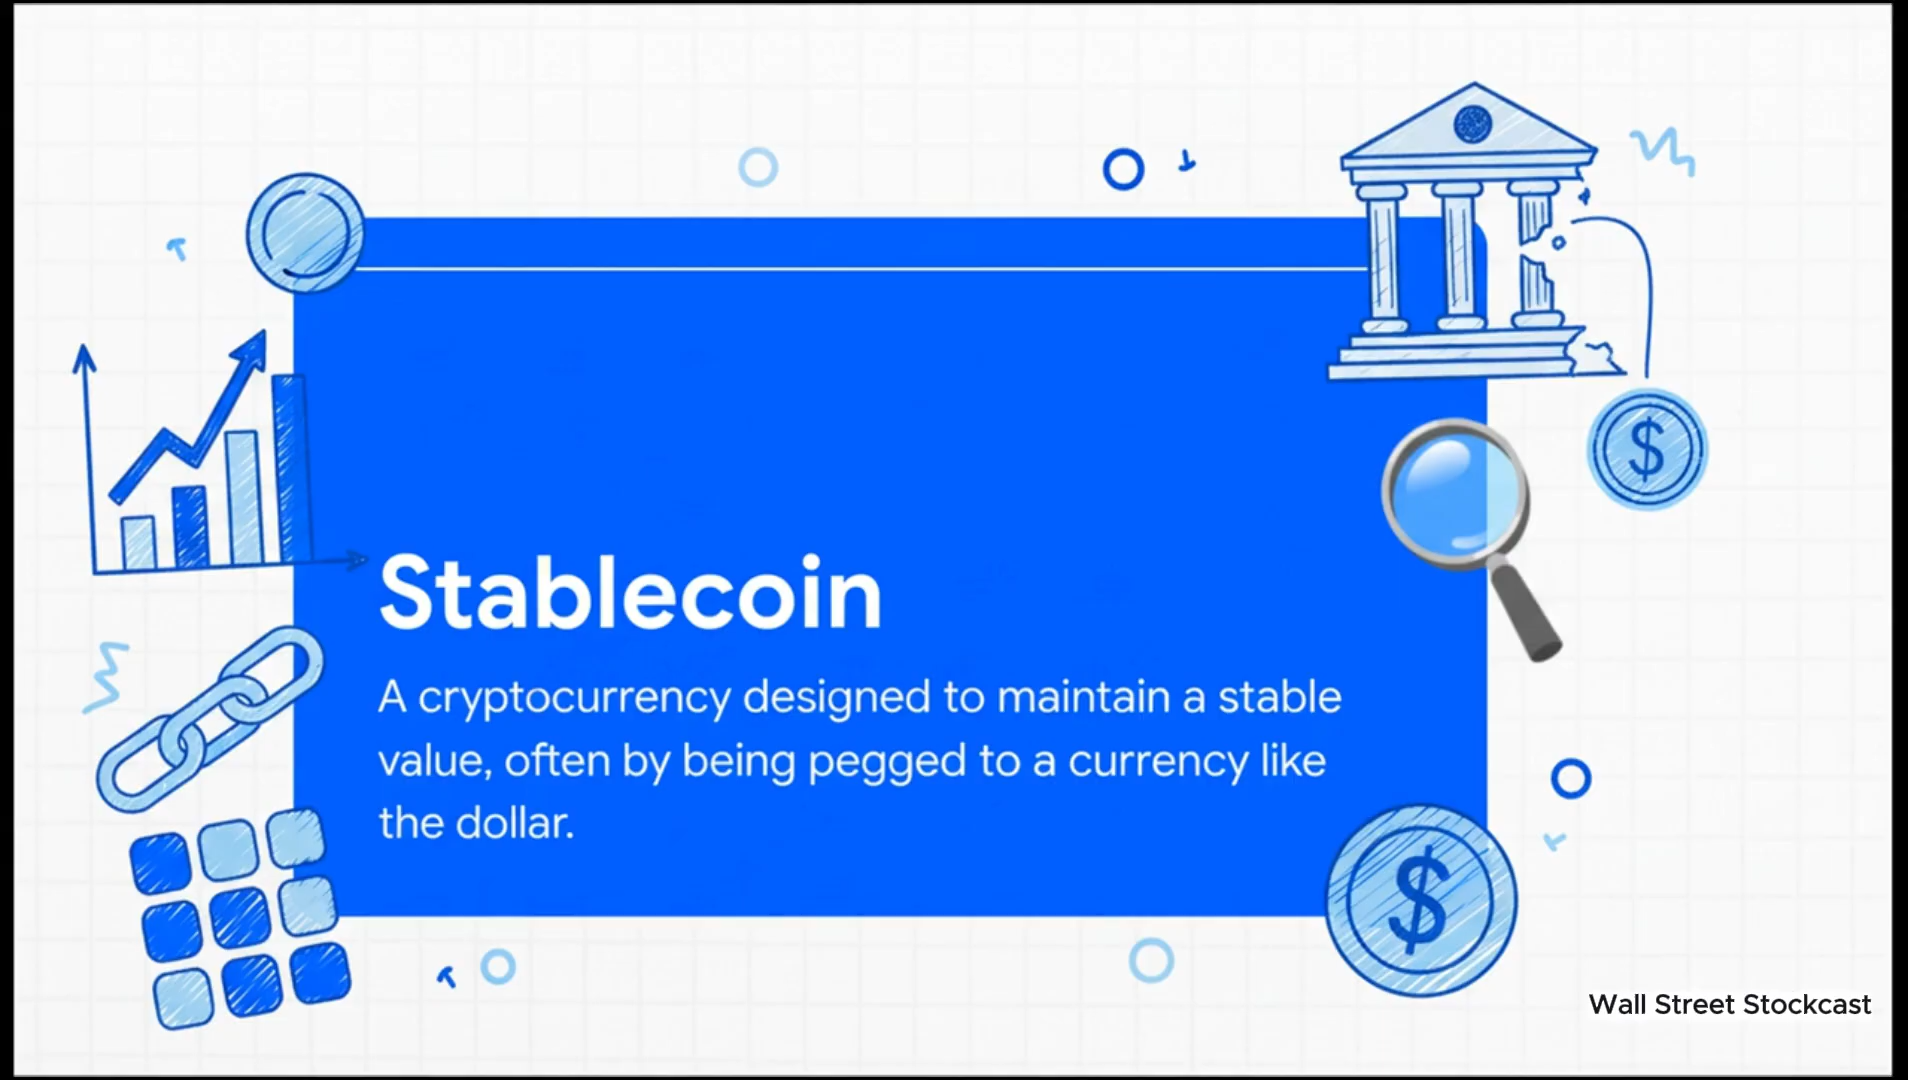 Stablecoin
A cryptocurrency designed to maintain a stable
value, often by being pegged to a currency like
the dollar.
$
$
Wall Street Stockcast